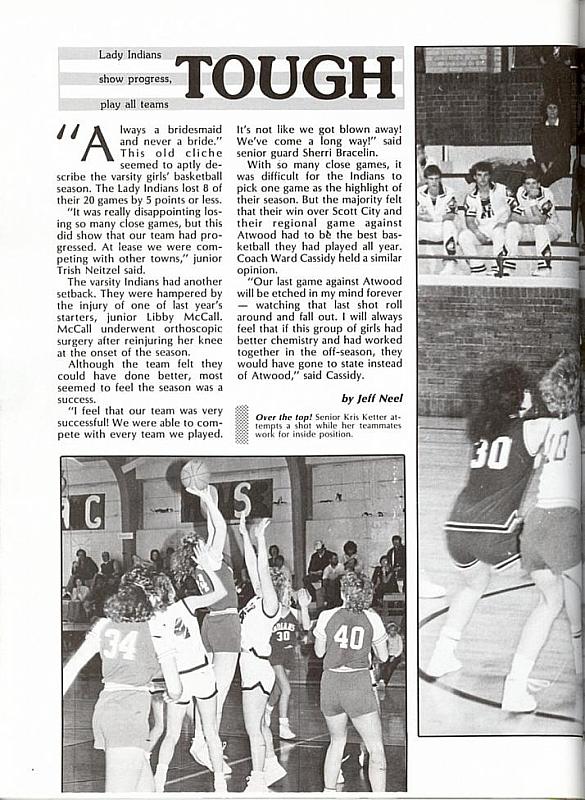 Lady Indians
show progress,
play all teams
TOUGH
"Always a bridesmaid
and never a bride."
This old cliche
seemed to aptly de-
scribe the varsity girls' basketball
season. The Lady Indians lost 8 of
their 20 games by 5 points or less.
"It was really disappointing los-
ing so many close games, but this
did show that our team had pro-
gressed. At lease we were com-
peting with other towns," junior
Trish Neitzel said.
The varsity Indians had another
setback. They were hampered by
the injury of one of last year's
starters, junior Libby McCall.
McCall underwent orthoscopic
surgery after reinjuring her knee
at the onset of the season.
Although the team felt they
could have done better, most
seemed to feel the season was a
success.
"I feel that our team was very
successful! We were able to com-
pete with every team we played.
It's not like we got blown away!
We've come a long way!" said
senior guard Sherri Bracelin.
With so many close games, it
was difficult for the Indians to
pick one game as the highlight of
their season. But the majority felt
that their win over Scott City and
their regional game against
Atwood had to be the best bas-
ketball they had played all year.
Coach Ward Cassidy held a similar
opinion.
"Our last game against Atwood
will be etched in my mind forever
— watching that last shot roll
around and fall out. I will always
feel that if this group of girls had
better chemistry and had worked
together in the off-season, they
would have gone to state instead
of Atwood," said Cassidy.
by Jeff Neel
Over the top! Senior Kris Ketter at-
tempts a shot while her teammates
work for inside position.
C
S
34
30
40
30